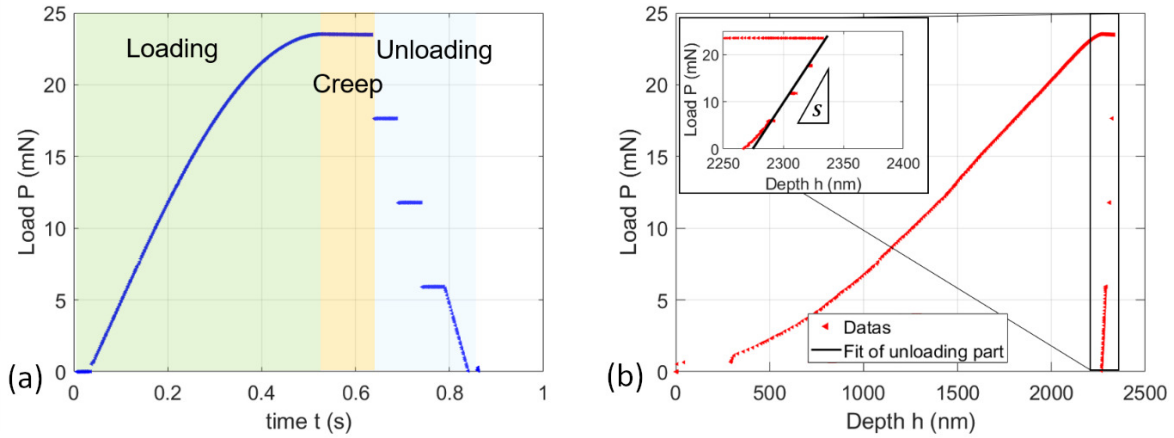 25
20
15
10
5
0
Load P (mN)
Loading
Creep
Unloading
0
0.2
0.4
0.6
0.8
1
time t (s)
(a)
25
20
15
10
5
0
Load P (mN)
20
10
0
Load P (mN)
S
2250
2300
2350
2400
Depth h (nm)
Datas
Fit of unloading part
0
500
1000
1500
2000
2500
Depth h (nm)
(b)